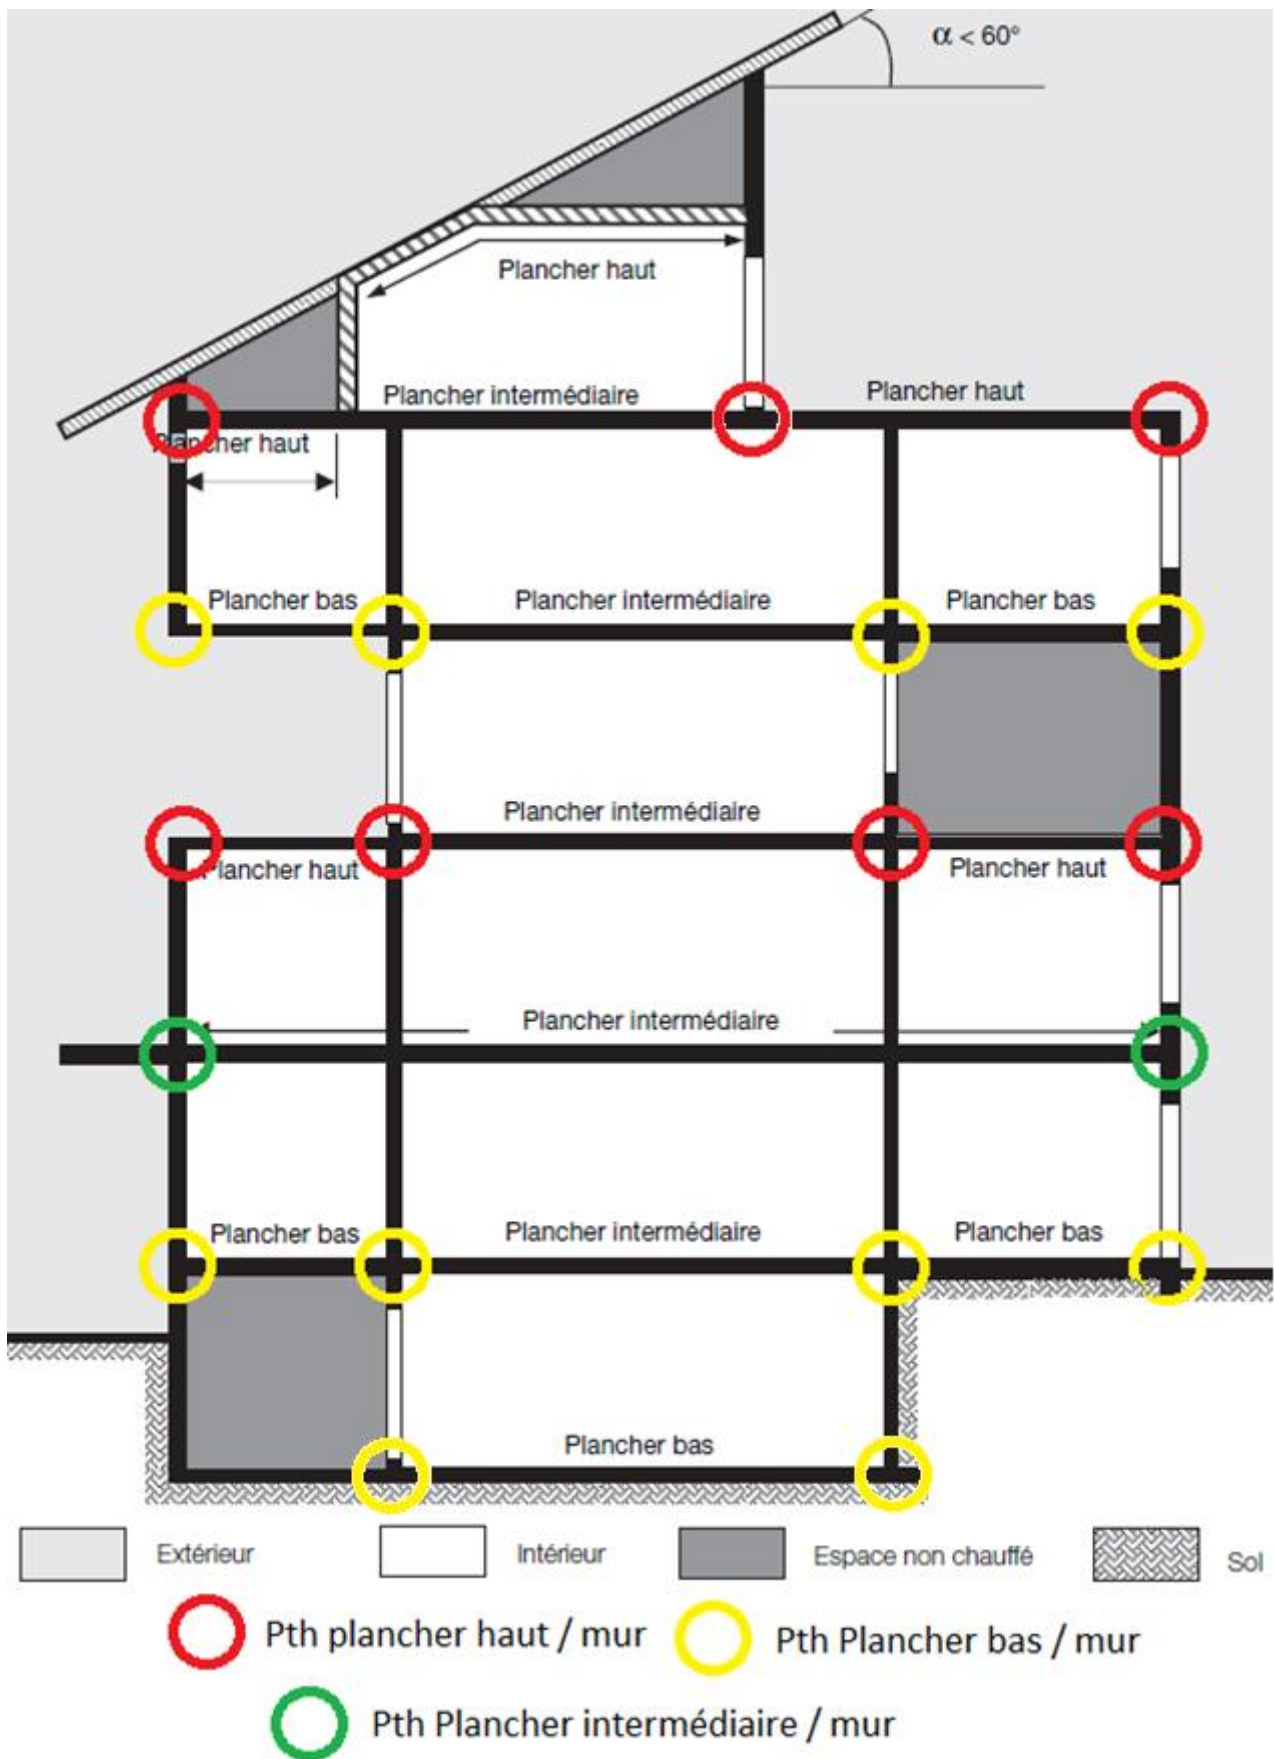 α < 60°
Plancher haut
Plancher intermédiaire
Plancher haut
Plancher haut
Plancher bas
Plancher intermédiaire
Plancher bas
Plancher intermédiaire
Plancher haut
Plancher haut
Plancher intermédiaire
Plancher bas
Plancher intermédiaire
Plancher bas
Plancher bas
Extérieur
Intérieur
Espace non chauffé
Sol
Pth plancher haut / mur
Pth Plancher bas / mur
Pth Plancher intermédiaire / mur